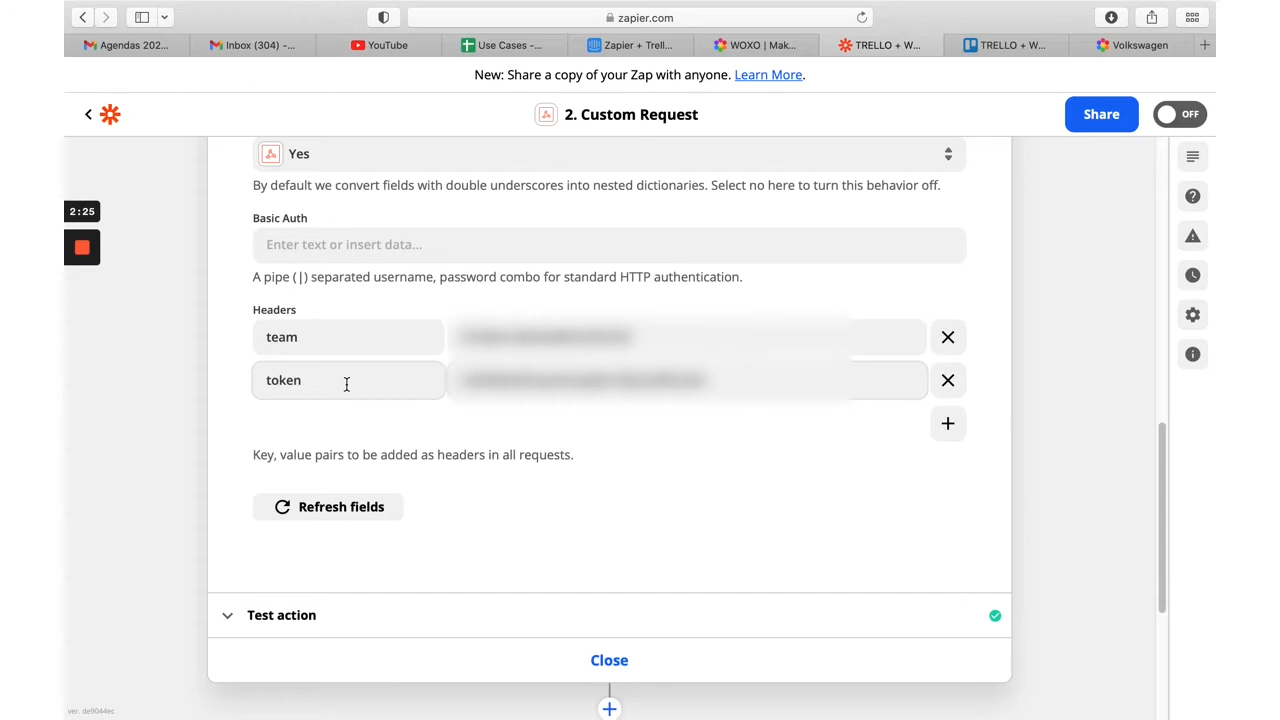 zapier.com
Agendas 202...
Inbox (304) –...
YouTube
Use Cases -...
Zapier + Trell...
WOXO | Mak...
TRELLO + W...
TRELLO + W...
Volkswagen
New: Share a copy of your Zap with anyone. Learn More.
2. Custom Request
Share
OFF
Yes
By default we convert fields with double underscores into nested dictionaries. Select no here to turn this behavior off.
2:25
Basic Auth
Enter text or insert data...
A pipe (|) separated username, password combo for standard HTTP authentication.
Headers
team
token
Key, value pairs to be added as headers in all requests.
Refresh fields
Test action
Close
ver. de9044ec